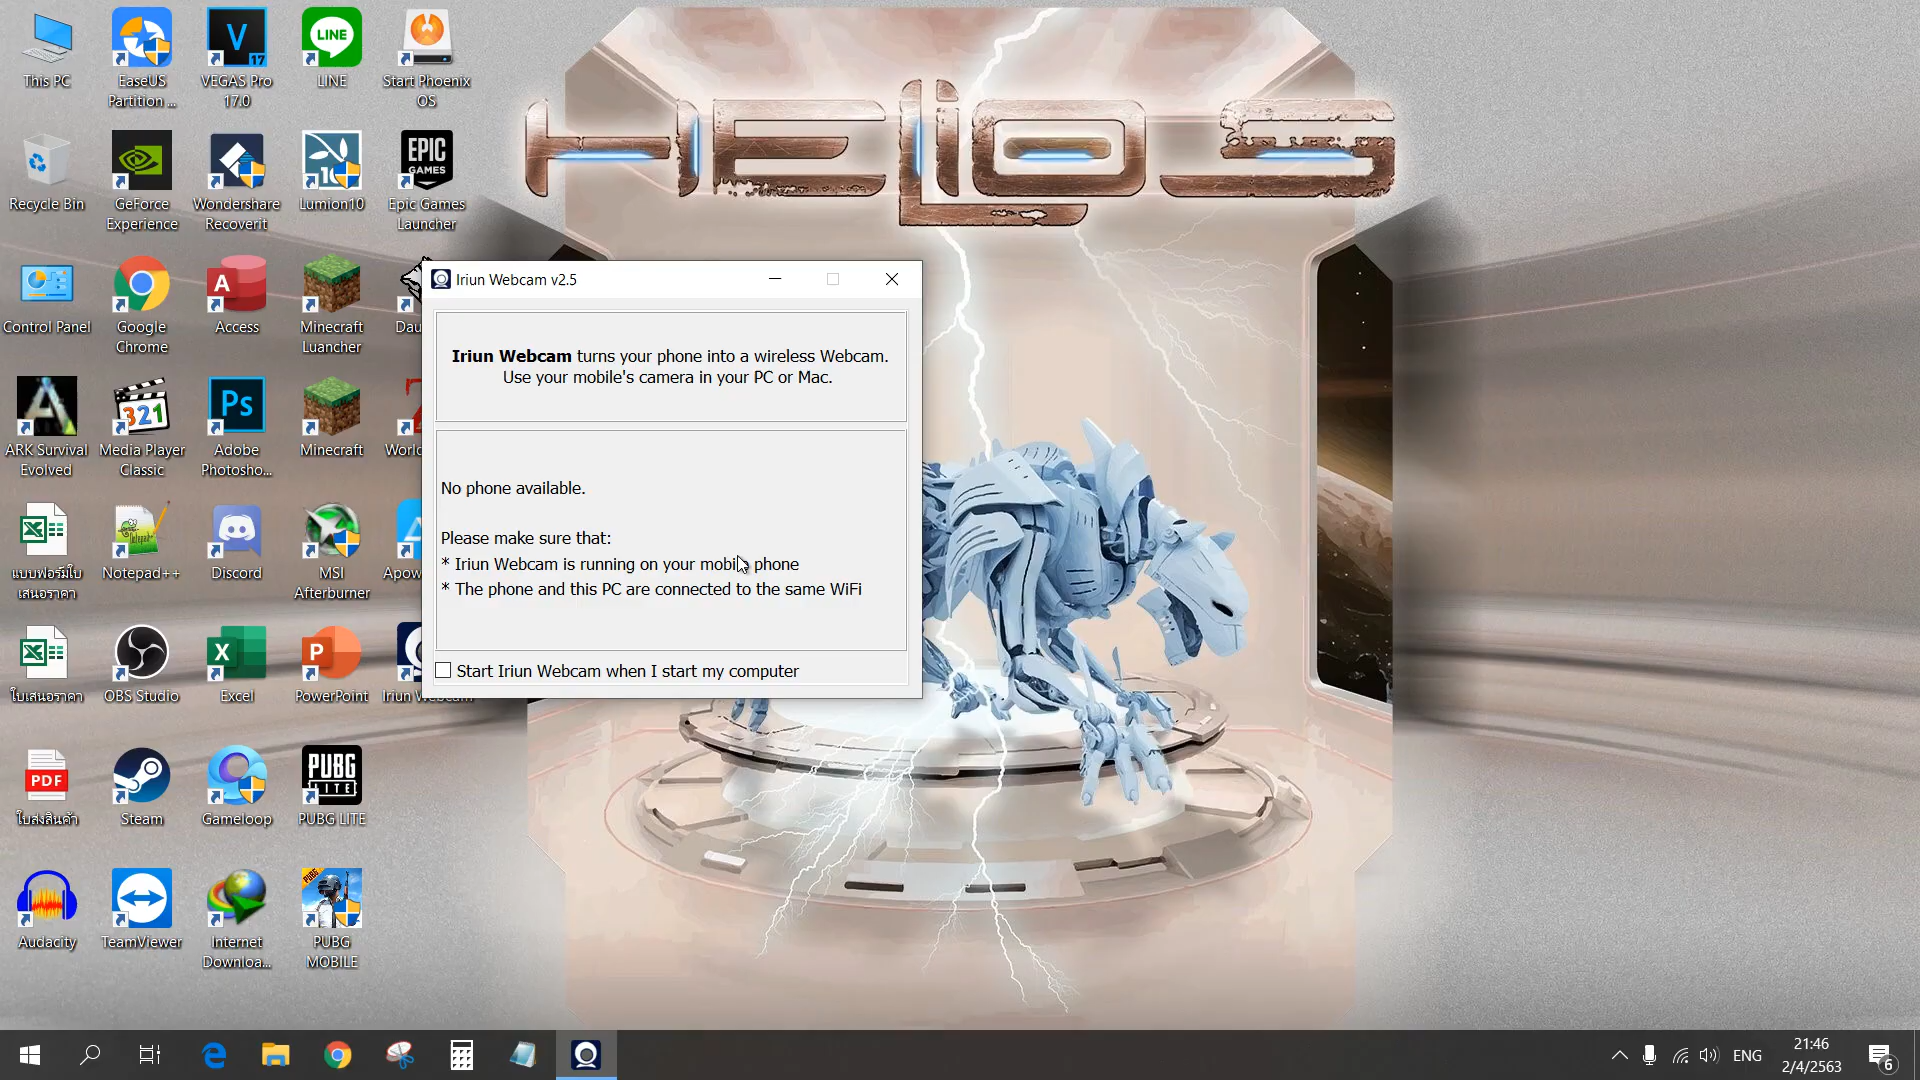 This PC
EaseUS
Partition ...
VEGAS Pro
17.0
LINE
Start Phoenix
OS
Recycle Bin
GeForce
Experience
Wondershare
Recoverit
Lumion10
Epic Games
Launcher
HELIOS
Control Panel
Google
Chrome
Access
Minecraft
Luancher
Dau
Iriun Webcam v2.5
Iriun Webcam turns your phone into a wireless Webcam.
Use your mobile's camera in your PC or Mac.
ARK Survival
Evolved
Media Player
Classic
Adobe
Photosho...
Minecraft
World
No phone available.
Please make sure that:
* Iriun Webcam is running on your mobile phone
* The phone and this PC are connected to the same WiFi
แบบฟอร์มใบ
เสนอราคา
Notepad++
Discord
MSI
Afterburner
Apow
Start Iriun Webcam when I start my computer
ใบเสนอราคา
OBS Studio
Excel
PowerPoint
Iriun Webcam
ใบส่งสินค้า
Steam
Gameloop
PUBG LITE
Audacity
TeamViewer
Internet
Downloa...
PUBG
MOBILE
ENG
21:46
2/4/2563
6